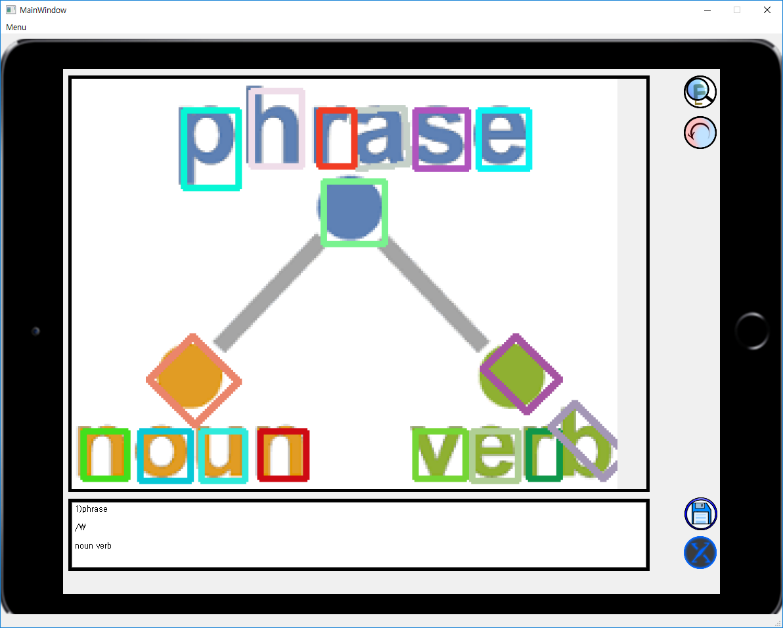 MainWindow
Menu
phrase
noun verb
1)phrase
/W
noun verb